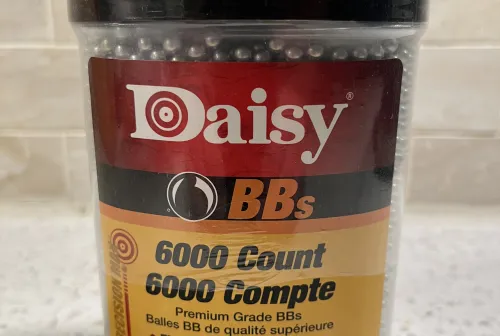 Daisy®
BBs
6000 Count
6000 Compte
Premium Grade BBs
Balles BB de qualité supérieure